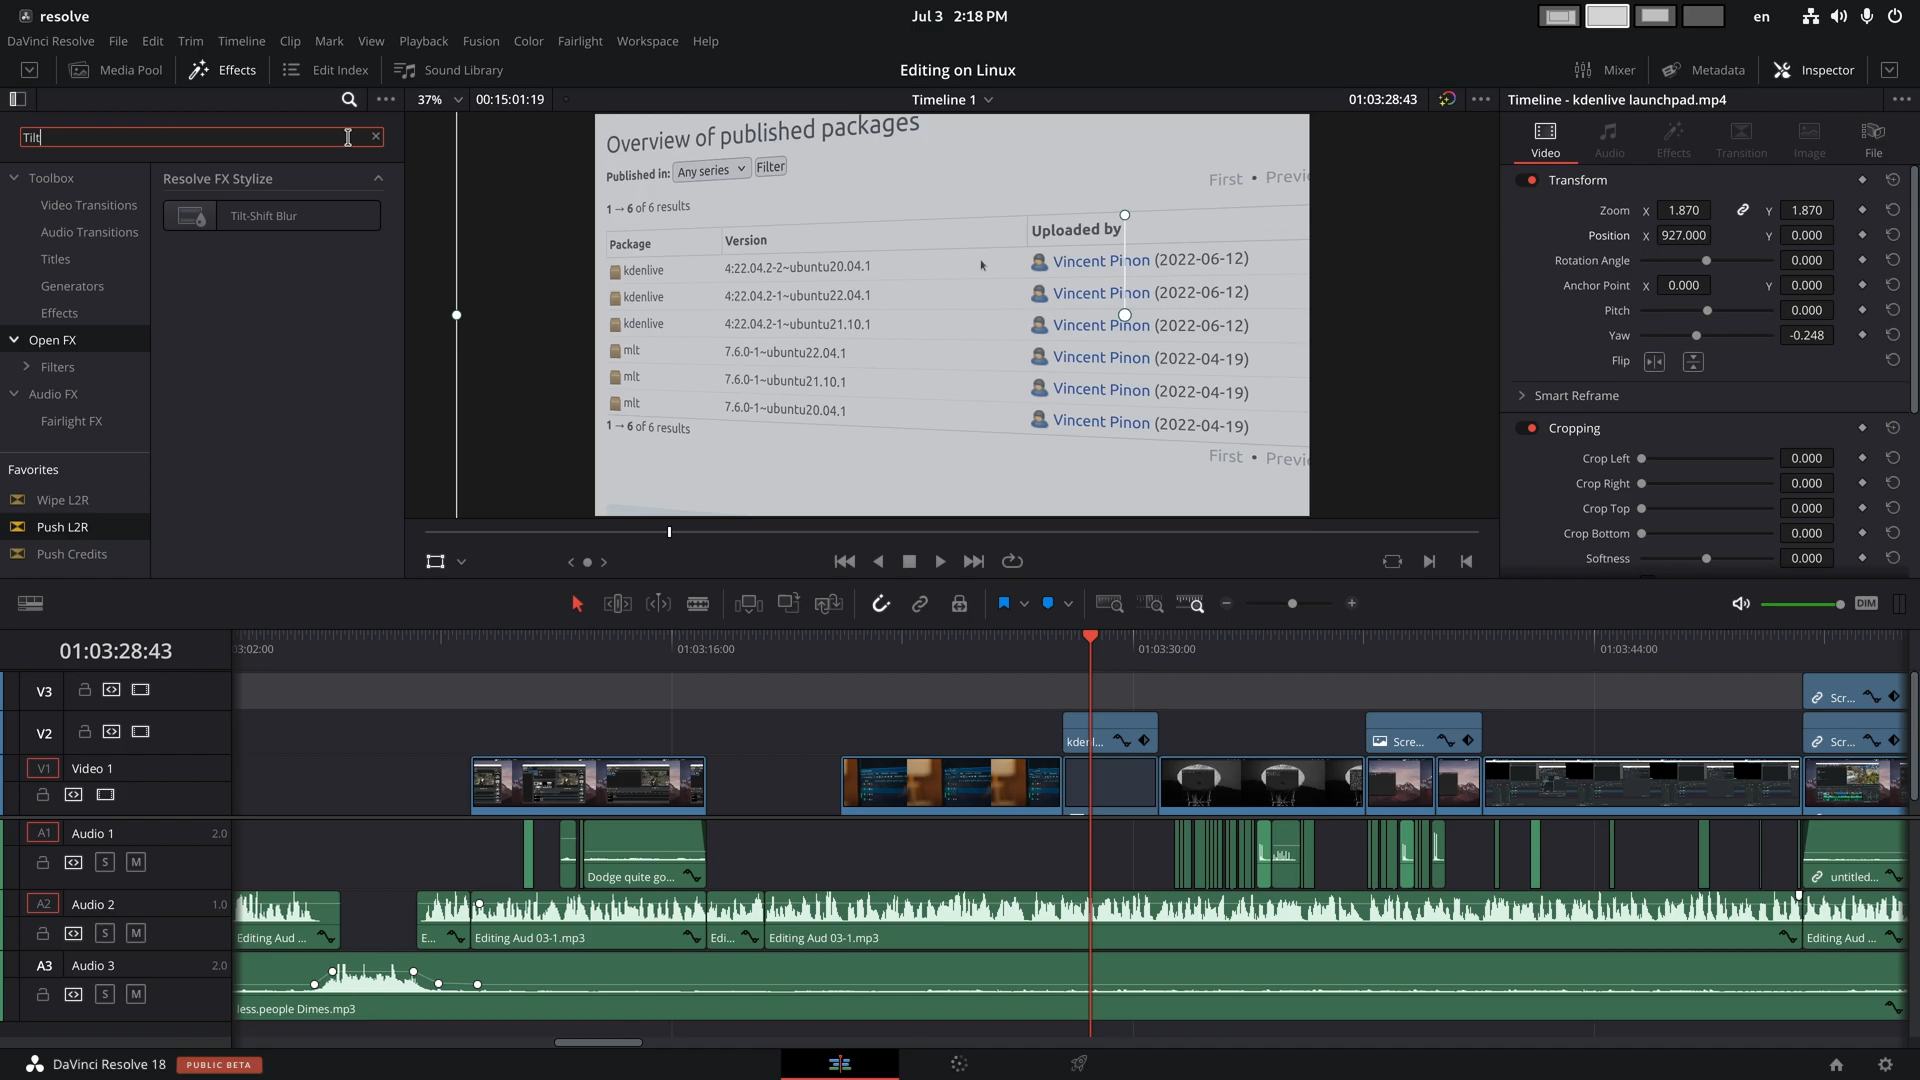 resolve
Jul 3 2:18 PM
en
DaVinci Resolve File Edit Trim Timeline Clip Mark View Playback Fusion Color Fairlight Workspace Help
Media Pool Effects Edit Index Sound Library
Editing on Linux
Mixer Metadata Inspector
37% 00:15:01:19
Timeline 1
01:03:28:43
Timeline - kdenlive launchpad.mp4
Tilt
Toolbox
Video Transitions
Audio Transitions
Titles
Generators
Effects
Open FX
Filters
Audio FX
Fairlight FX
Favorites
Wipe L2R
Push L2R
Push Credits
Resolve FX Stylize
Tilt-Shift Blur
Overview of published packages
Published in: Any series Filter
First • Previ
1 → 6 of 6 results
Package Version Uploaded by
kdenlive 4:22.04.2-2~ubuntu20.04.1 Vincent Pinon (2022-06-12)
kdenlive 4:22.04.2-1~ubuntu22.04.1 Vincent Pinon (2022-06-12)
kdenlive 4:22.04.2-1~ubuntu21.10.1 Vincent Pinon (2022-06-12)
mlt 7.6.0-1~ubuntu22.04.1 Vincent Pinon (2022-04-19)
mlt 7.6.0-1~ubuntu21.10.1 Vincent Pinon (2022-04-19)
mlt 7.6.0-1~ubuntu20.04.1 Vincent Pinon (2022-04-19)
1 → 6 of 6 results
First • Previ
Video Audio Effects Transition Image File
Transform
Zoom X 1.870 Y 1.870
Position X 927.000 Y 0.000
Rotation Angle 0.000
Anchor Point X 0.000 Y 0.000
Pitch 0.000
Yaw -0.248
Flip
Smart Reframe
Cropping
Crop Left 0.000
Crop Right 0.000
Crop Top 0.000
Crop Bottom 0.000
Softness 0.000
DIM
01:03:28:43
03:02:00 01:03:16:00 01:03:30:00 01:03:44:00
V3
Scr...
V2
kdenl... Scre... Scr...
V1 Video 1
A1 Audio 1 2.0
S M
Dodge quite go... untitled...
A2 Audio 2 1.0
S M
Editing Aud ... E... Editing Aud 03-1.mp3 Edi... Editing Aud 03-1.mp3 Editing Aud ...
A3 Audio 3 2.0
S M
less.people Dimes.mp3
DaVinci Resolve 18 PUBLIC BETA